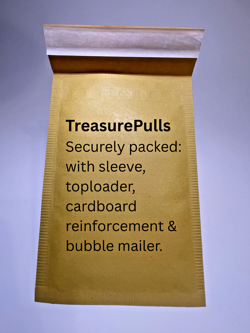 TreasurePulls
Securely packed:
with sleeve,
toploader,
cardboard
reinforcement &
bubble mailer.